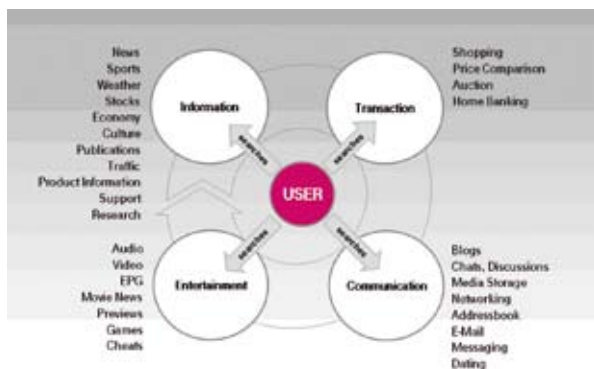 News
Sports
Weather
Stocks
Economy
Culture
Publications
Traffic
Product Information
Support
Research
Information
Transaction
Shopping
Price Comparison
Auction
Home Banking
searches
searches
USER
searches
searches
Audio
Video
EPG
Movie News
Previews
Games
Cheats
Entertainment
Communication
Blogs
Chats, Discussions
Media Storage
Networking
Addressbook
E-Mail
Messaging
Dating